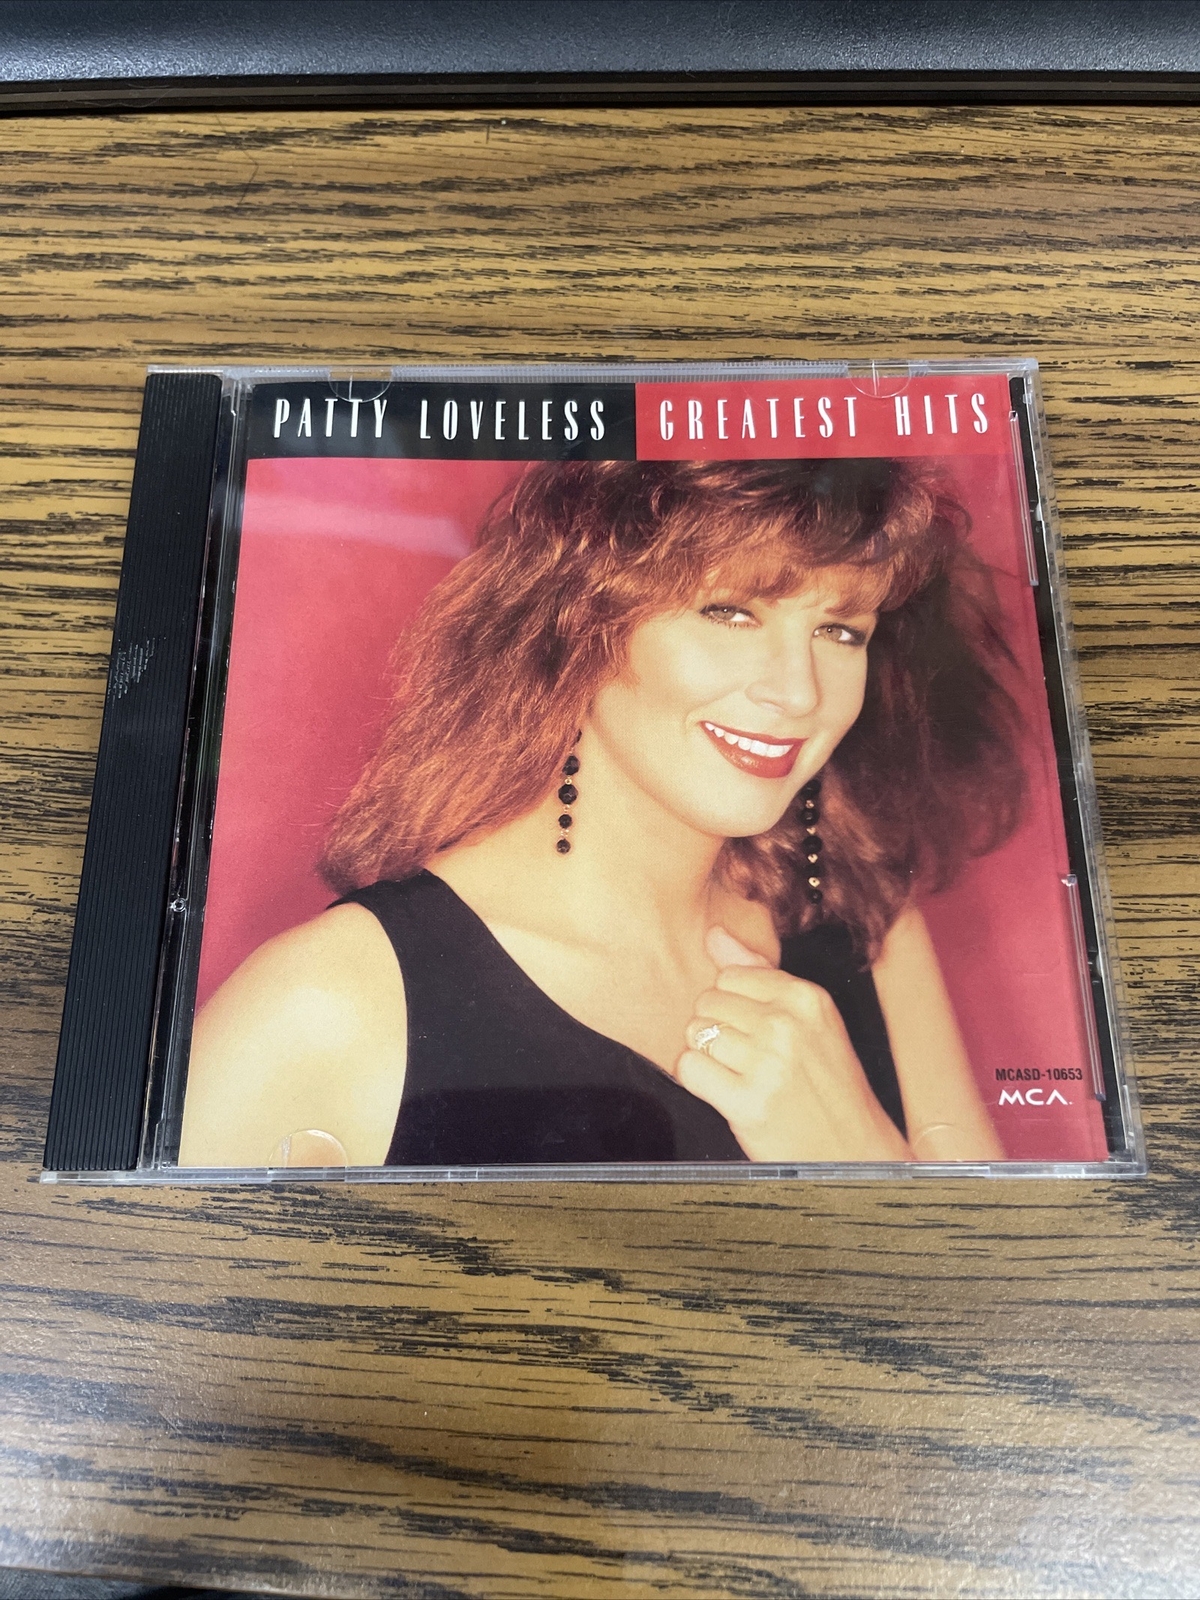 PATTY LOVELESS GREATEST HITS
MCASD-10653
MCA.